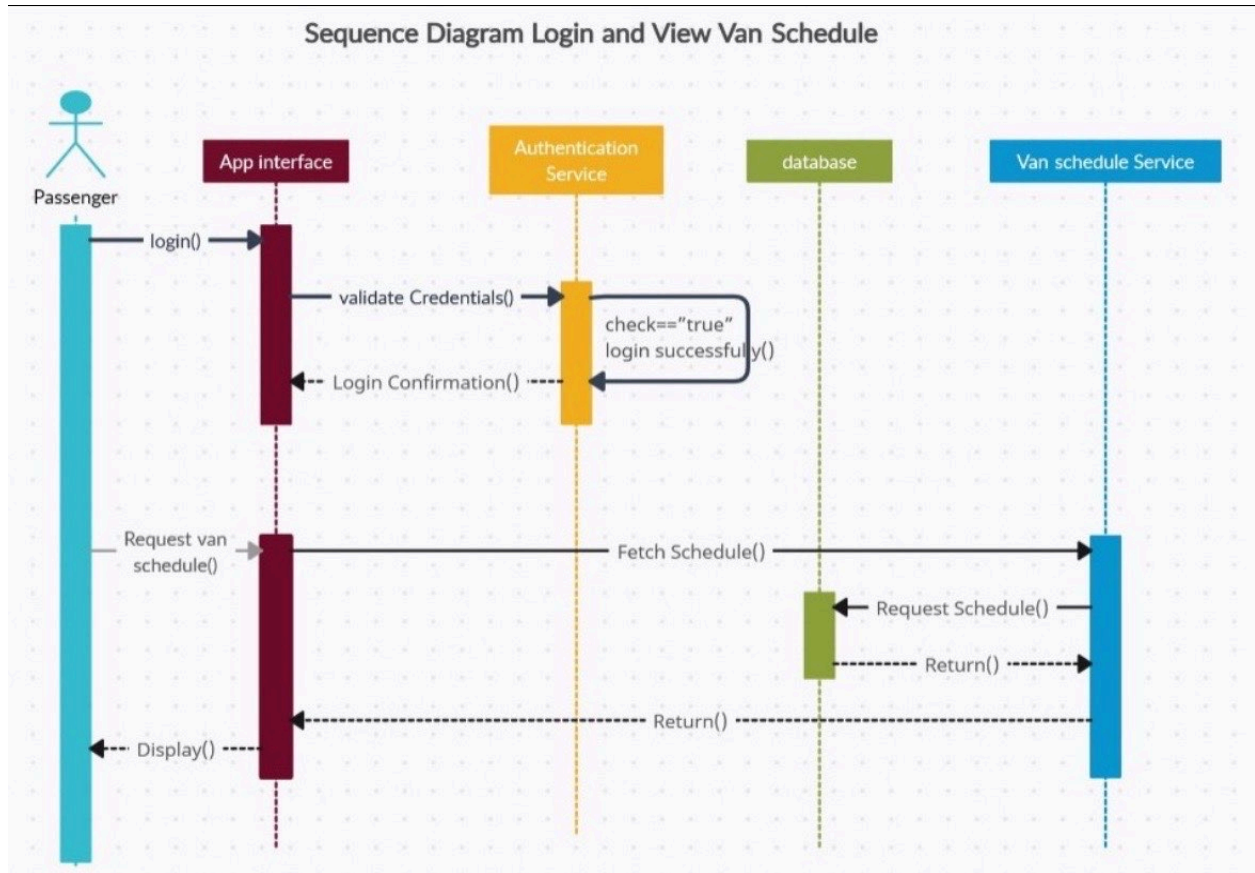 Sequence Diagram Login and View Van Schedule
Passenger
App interface
Authentication
Service
database
Van schedule Service
login()
validate Credentials()
check=="true"
login successfully()
Login Confirmation()
Request van
schedule()
Fetch Schedule()
Request Schedule()
Return()
Return()
Display()